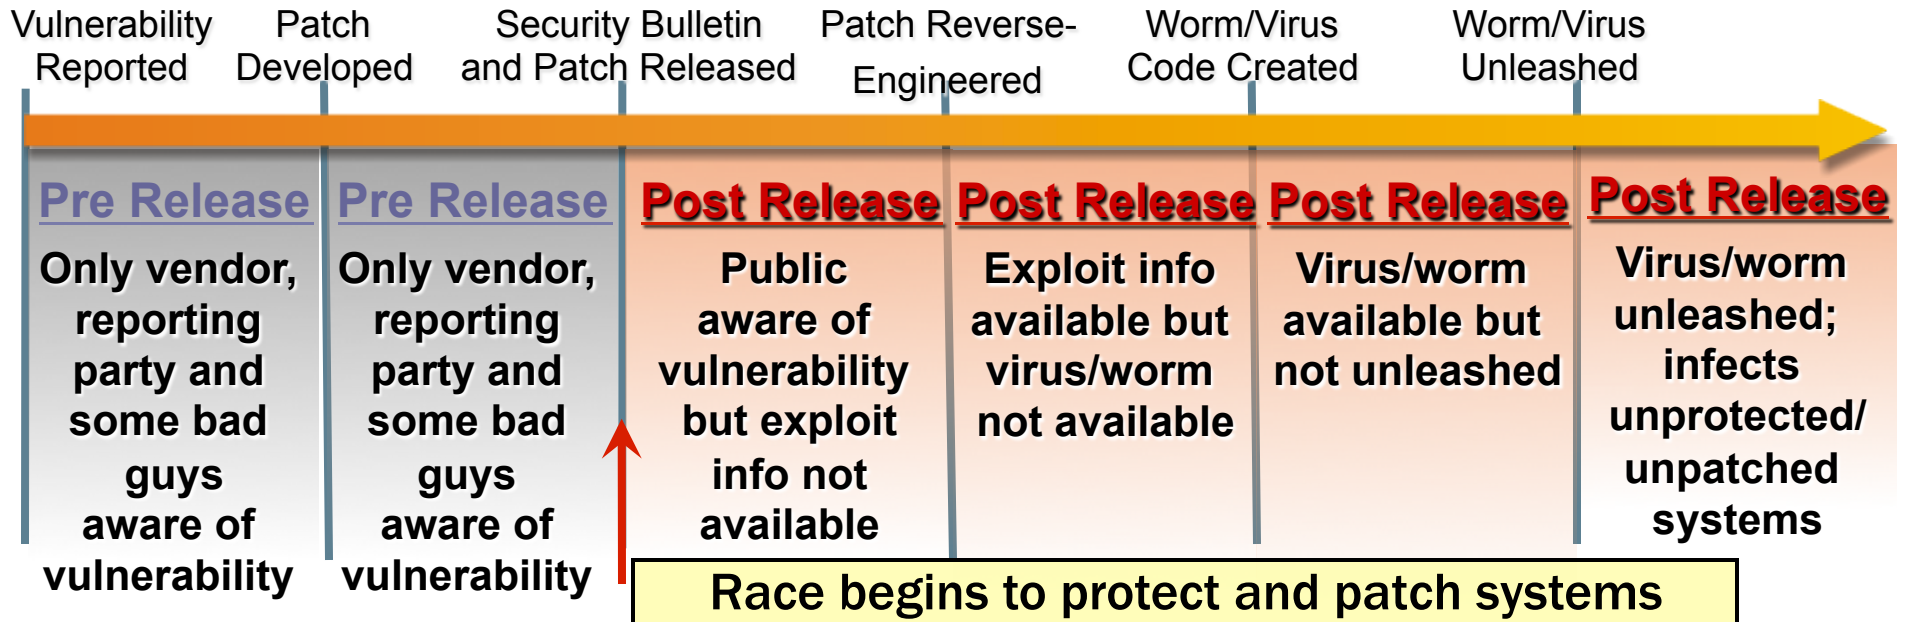 Vulnerability
Reported
Patch
Developed
Security Bulletin
and Patch Released
Patch Reverse-
Engineered
Worm/Virus
Code Created
Worm/Virus
Unleashed
Pre Release
Only vendor,
reporting
party and
some bad
guys
aware of
vulnerability
Pre Release
Only vendor,
reporting
party and
some bad
guys
aware of
vulnerability
Post Release
Public
aware of
vulnerability
but exploit
info not
available
Post Release
Exploit info
available but
virus/worm
not available
Post Release
Virus/worm
available but
not unleashed
Post Release
Virus/worm
unleashed;
infects
unprotected/
unpatched
systems
Race begins to protect and patch systems